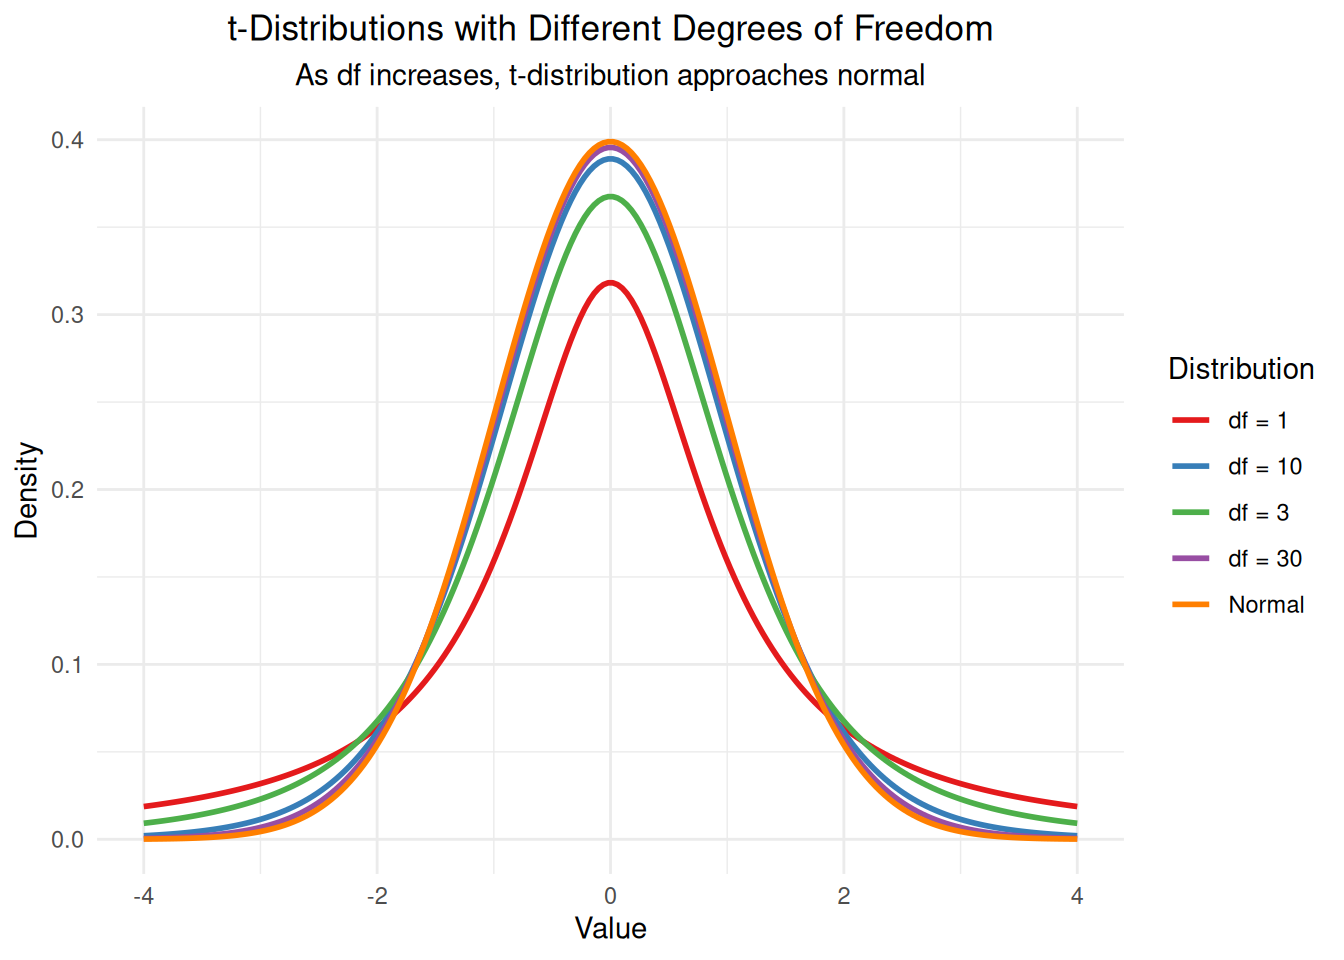 t-Distributions with Different Degrees of Freedom
As df increases, t-distribution approaches normal
0.4
0.3
0.2
0.1
0.0
Density
-4
-2
0
2
4
Value
Distribution
df = 1
df = 10
df = 3
df = 30
Normal